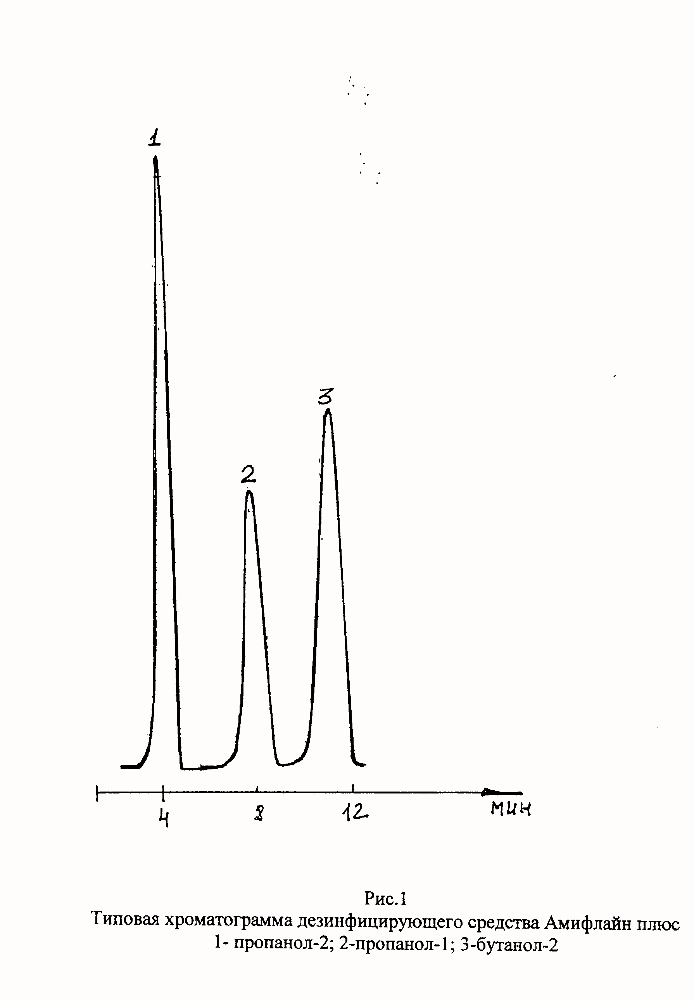 1
3
2
4 8 12 мин
Рис.1
Типовая хроматограмма дезинфицирующего средства Амифлайн плюс
1- пропанол-2; 2-пропанол-1; 3-бутанол-2